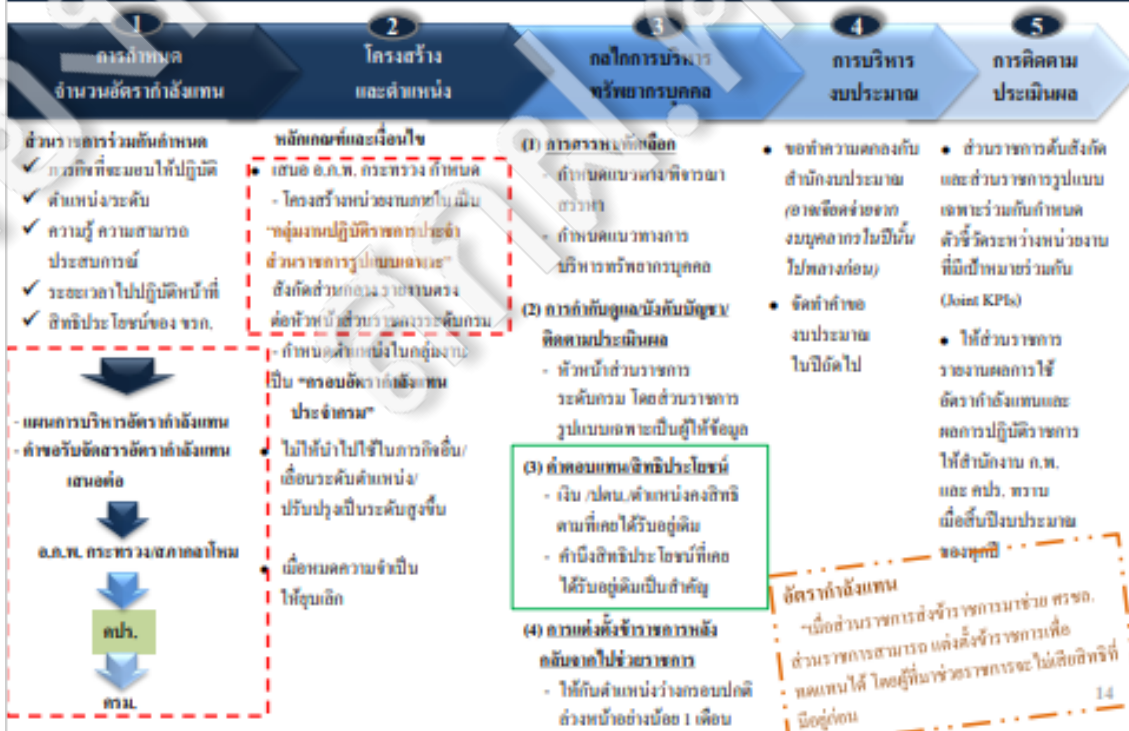 1
การกำหนด
จำนวนอัตรากำลังแทน
2
โครงสร้าง
และตำแหน่ง
3
กลไกการบริหาร
ทรัพยากรบุคคล
4
การบริหาร
งบประมาณ
5
การติดตาม
ประเมินผล
ส่วนราชการร่วมกันกำหนด
✓ ภารกิจที่จะมอบให้ปฏิบัติ
✓ ตำแหน่ง/ระดับ
✓ ความรู้ ความสามารถ
ประสบการณ์
✓ ระยะเวลาไปปฏิบัติหน้าที่
✓ สิทธิประโยชน์ของ ขรก.
- แผนการบริหารอัตรากำลังแทน
- คำขอรับจัดสรรอัตรากำลังแทน
เสนอต่อ
อ.ก.พ. กระทรวง/สภากลาโหม
คปร.
ครม.
หลักเกณฑ์และเงื่อนไข
• เสนอ อ.ก.พ. กระทรวง กำหนด
- โครงสร้างหน่วยงานภายใน เป็น
"กลุ่มงานปฏิบัติราชการประจำ
ส่วนราชการรูปแบบเฉพาะ"
สังกัดส่วนกลาง รายงานตรง
ต่อหัวหน้าส่วนราชการระดับกรม
- กำหนดตำแหน่งในกลุ่มงาน
เป็น "กรอบอัตรากำลังแทน
ประจำกรม"
• ไม่ให้นำไปใช้ในภารกิจอื่น/
เลื่อนระดับตำแหน่ง/
ปรับปรุงเป็นระดับสูงขึ้น
• เมื่อหมดความจำเป็น
ให้ยุบเลิก
(1) การสรรหา/คัดเลือก
- กำหนดแนวทาง/พิจารณา
สรรหา
- กำหนดแนวทางการ
บริหารทรัพยากรบุคคล
(2) การกำกับดูแล/บังคับบัญชา/
ติดตามประเมินผล
- หัวหน้าส่วนราชการ
ระดับกรม โดยส่วนราชการ
รูปแบบเฉพาะเป็นผู้ให้ข้อมูล
(3) ค่าตอบแทน/สิทธิประโยชน์
- เงิน /ปตน./ตำแหน่งคงสิทธิ
ตามที่เคยได้รับอยู่เดิม
- คำนึงสิทธิประโยชน์ที่เคย
ได้รับอยู่เดิมเป็นสำคัญ
(4) การแต่งตั้งข้าราชการหลัง
กลับจากไปช่วยราชการ
- ให้กันตำแหน่งว่างกรอบปกติ
ล่วงหน้าอย่างน้อย 1 เดือน
• ขอทำความตกลงกับ
สำนักงบประมาณ
(อาจเจียดจ่ายจาก
งบบุคลากรในปีนั้น
ไปพลางก่อน)
• จัดทำคำขอ
งบประมาณ
ในปีถัดไป
• ส่วนราชการต้นสังกัด
และส่วนราชการรูปแบบ
เฉพาะร่วมกันกำหนด
ตัวชี้วัดระหว่างหน่วยงาน
ที่มีเป้าหมายร่วมกัน
(Joint KPIs)
• ให้ส่วนราชการ
รายงานผลการใช้
อัตรากำลังแทนและ
ผลการปฏิบัติราชการ
ให้สำนักงาน ก.พ.
และ คปร. ทราบ
เมื่อสิ้นปีงบประมาณ
ของทุกปี
อัตรากำลังแทน
"เมื่อส่วนราชการส่งข้าราชการมาช่วย ศรชล.
ส่วนราชการสามารถ แต่งตั้งข้าราชการเพื่อ
ทดแทนได้ โดยผู้ที่มาช่วยราชการจะไม่เสียสิทธิที่
มีอยู่ก่อน
14